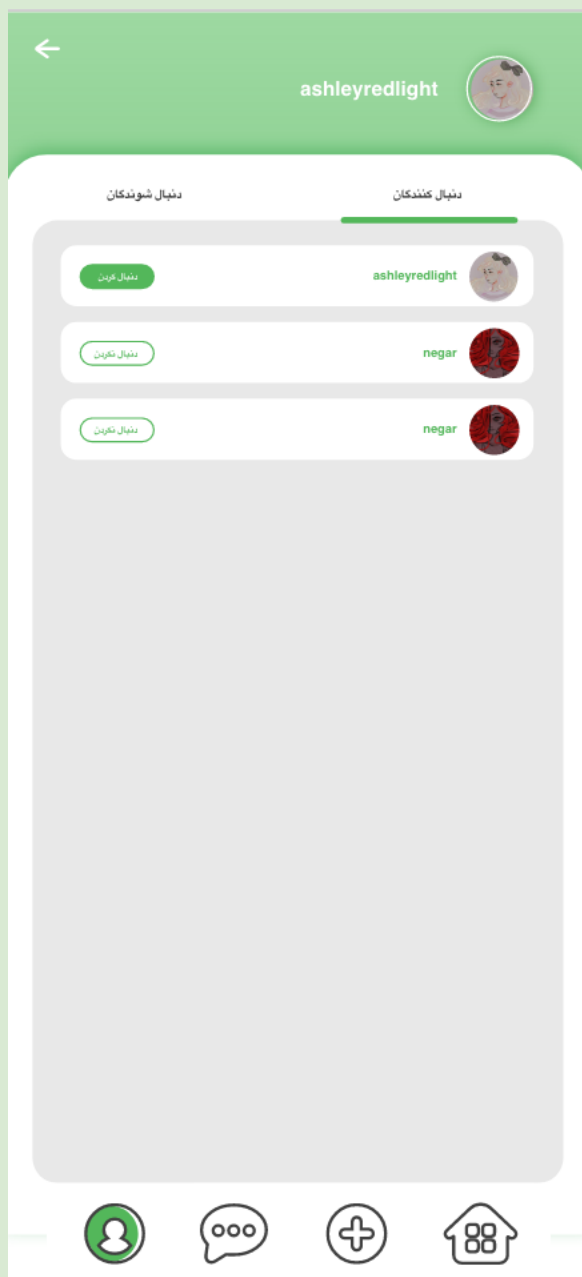 ashleyredlight
دنبال کنندگان
دنبال شوندگان
ashleyredlight
دنبال کردن
negar
دنبال نکردن
negar
دنبال نکردن